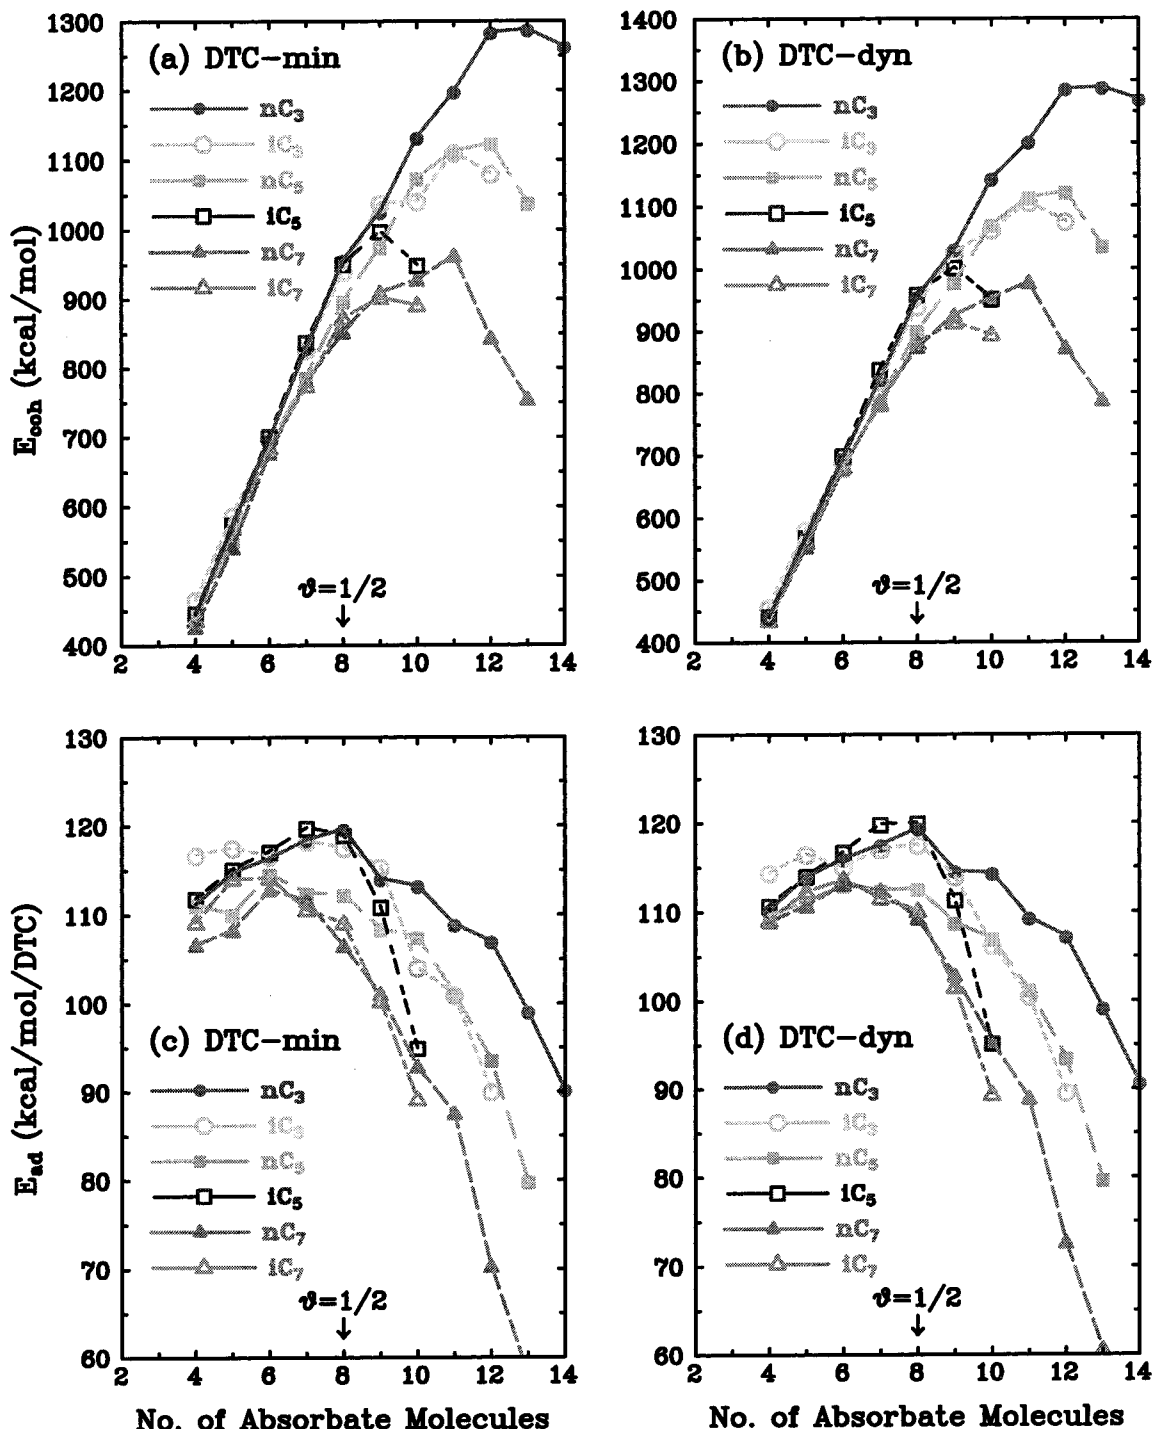 E_coh (kcal/mol)
1300
1200
1100
1000
900
800
700
600
500
400
(a) DTC-min
nC₃
iC₃
nC₅
iC₅
nC₇
iC₇
ϑ=1/2
2 4 6 8 10 12 14
1400
1300
1200
1100
1000
900
800
700
600
500
400
(b) DTC-dyn
nC₃
iC₃
nC₅
iC₅
nC₇
iC₇
ϑ=1/2
2 4 6 8 10 12 14
E_ad (kcal/mol/DTC)
130
120
110
100
90
80
70
60
(c) DTC-min
nC₃
iC₃
nC₅
iC₅
nC₇
iC₇
ϑ=1/2
2 4 6 8 10 12 14
No. of Absorbate Molecules
130
120
110
100
90
80
70
60
(d) DTC-dyn
nC₃
iC₃
nC₅
iC₅
nC₇
iC₇
ϑ=1/2
2 4 6 8 10 12 14
No. of Absorbate Molecules